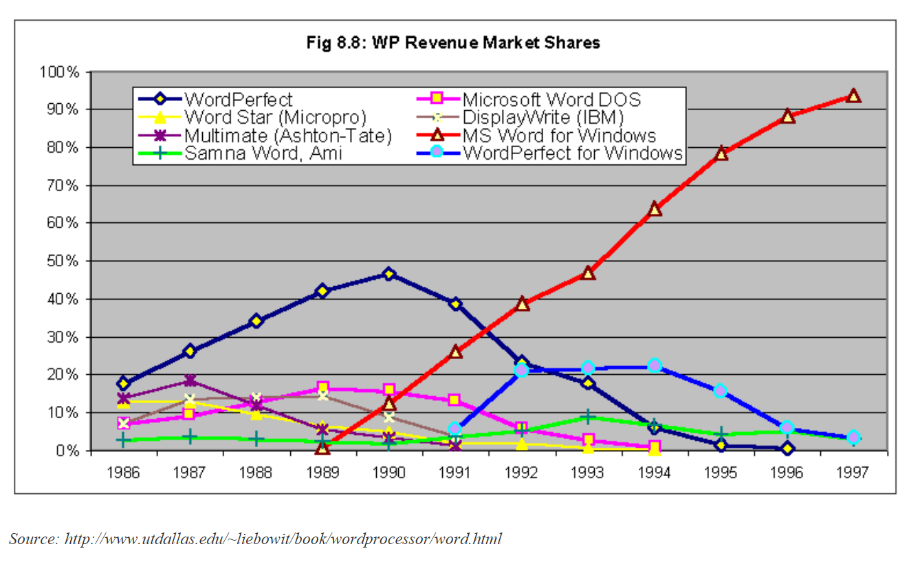 Fig 8.8: WP Revenue Market Shares
100%
90%
80%
70%
60%
50%
40%
30%
20%
10%
0%
WordPerfect
Microsoft Word DOS
Word Star (Micropro)
DisplayWrite (IBM)
Multimate (Ashton-Tate)
MS Word for Windows
Samna Word, Ami
WordPerfect for Windows
1986 1987 1988 1989 1990 1991 1992 1993 1994 1995 1996 1997
Source: http://www.utdallas.edu/~liebowit/book/wordprocessor/word.html